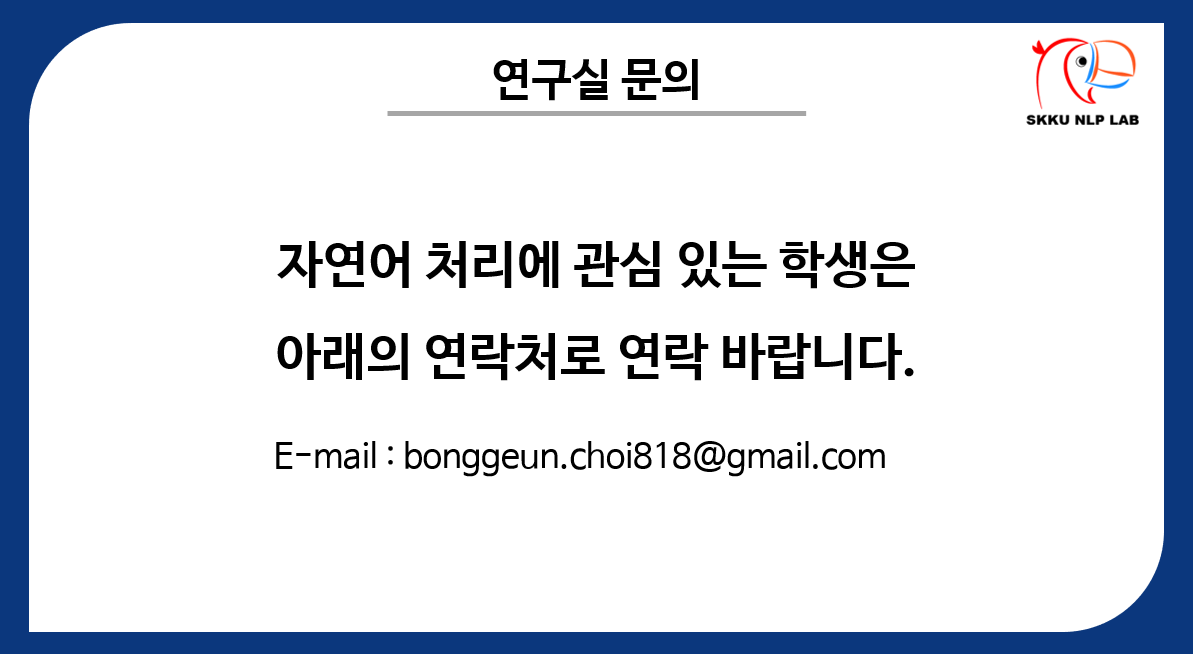 연구실 문의
SKKU NLP LAB
자연어 처리에 관심 있는 학생은
아래의 연락처로 연락 바랍니다.
E-mail : bonggeun.choi818@gmail.com